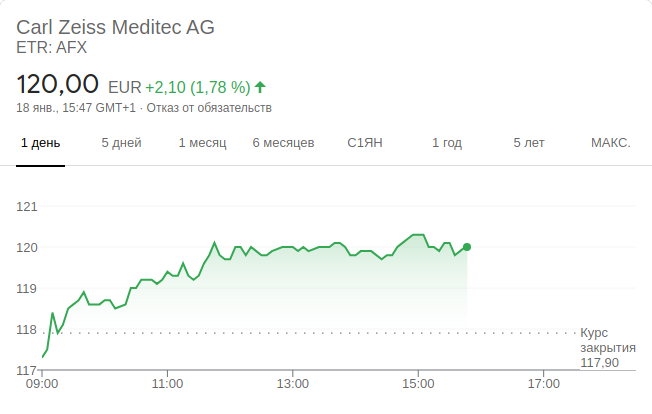 Carl Zeiss Meditec AG
ETR: AFX
120,00 EUR +2,10 (1,78 %)
18 янв., 15:47 GMT+1 · Отказ от обязательств
1 день 5 дней 1 месяц 6 месяцев С1ЯН 1 год 5 лет МАКС.
121
120
119
118
Курс
закрытия
117,90
117
09:00 11:00 13:00 15:00 17:00